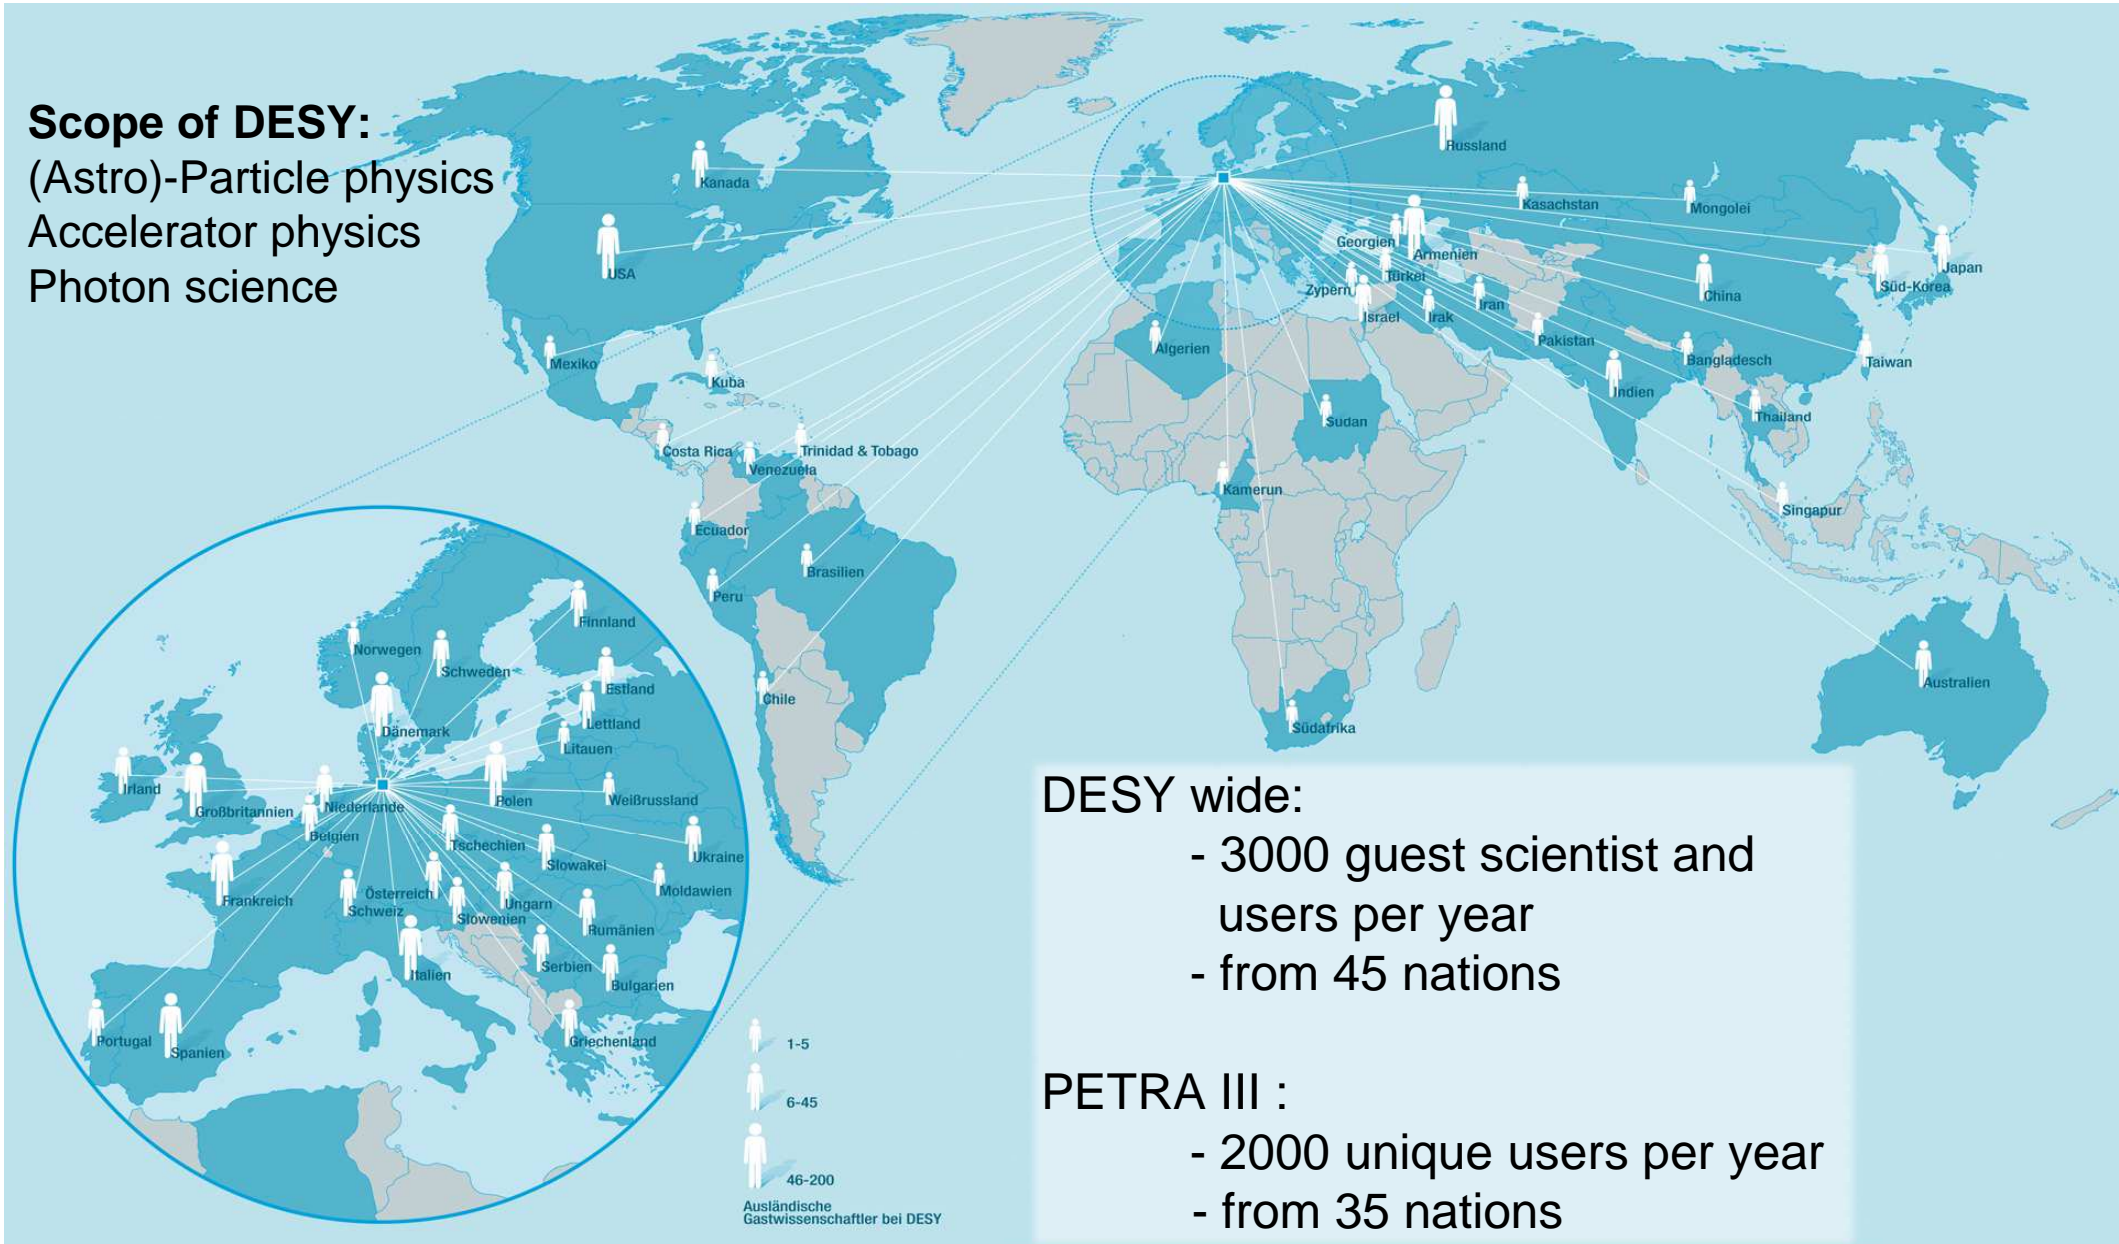 Scope of DESY:
(Astro)-Particle physics
Accelerator physics
Photon science
Kanada
USA
Mexiko
Kuba
Costa Rica
Trinidad & Tobago
Venezuela
Ecuador
Brasilien
Peru
Chile
Russland
Kasachstan
Mongolei
Georgien
Armenien
Türkei
Zypern
Israel
Irak
Iran
Pakistan
China
Japan
Süd-Korea
Taiwan
Bangladesch
Indien
Thailand
Singapur
Australien
Algerien
Sudan
Kamerun
Südafrika
Finnland
Norwegen
Schweden
Estland
Dänemark
Lettland
Litauen
Irland
Großbritannien
Niederlande
Polen
Weißrussland
Belgien
Tschechien
Slowakei
Ukraine
Frankreich
Österreich
Schweiz
Ungarn
Slowenien
Moldawien
Rumänien
Italien
Serbien
Bulgarien
Portugal
Spanien
Griechenland
1-5
6-45
46-200
Ausländische
Gastwissenschaftler bei DESY
DESY wide:
- 3000 guest scientist and
users per year
- from 45 nations
PETRA III :
- 2000 unique users per year
- from 35 nations